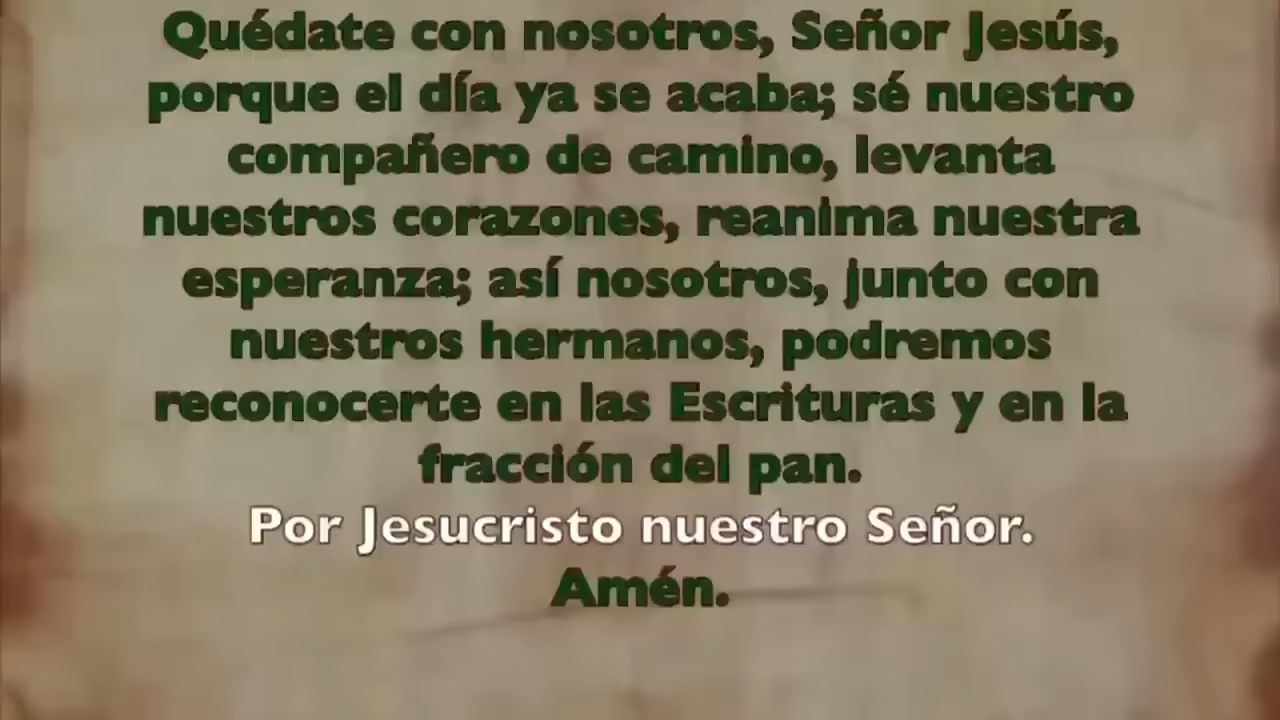 Quédate con nosotros, Señor Jesús,
porque el día ya se acaba; sé nuestro
compañero de camino, levanta
nuestros corazones, reanima nuestra
esperanza; así nosotros, junto con
nuestros hermanos, podremos
reconocerte en las Escrituras y en la
fracción del pan.
Por Jesucristo nuestro Señor.
Amén.